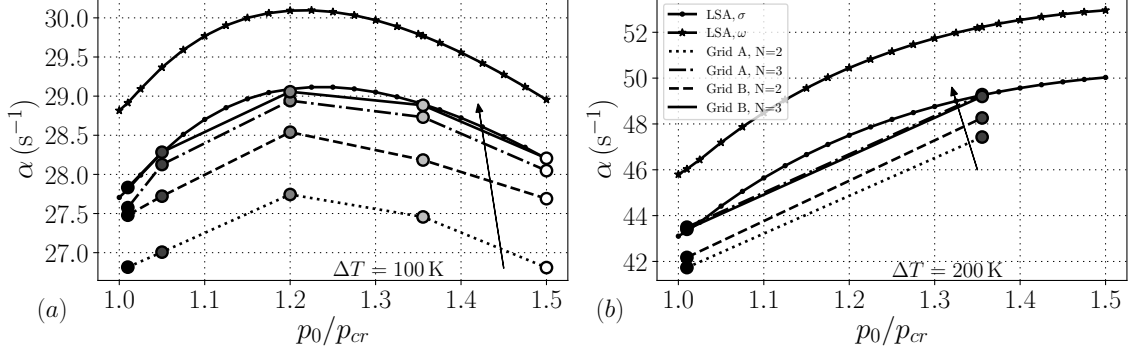 30.0
29.5
29.0
28.5
28.0
27.5
27.0
α (s⁻¹)
ΔT = 100 K
1.0 1.1 1.2 1.3 1.4 1.5
(a)
p₀/p_cr
52
50
48
46
44
42
α (s⁻¹)
LSA, σ
LSA, ω
Grid A, N=2
Grid A, N=3
Grid B, N=2
Grid B, N=3
ΔT = 200 K
1.0 1.1 1.2 1.3 1.4 1.5
(b)
p₀/p_cr